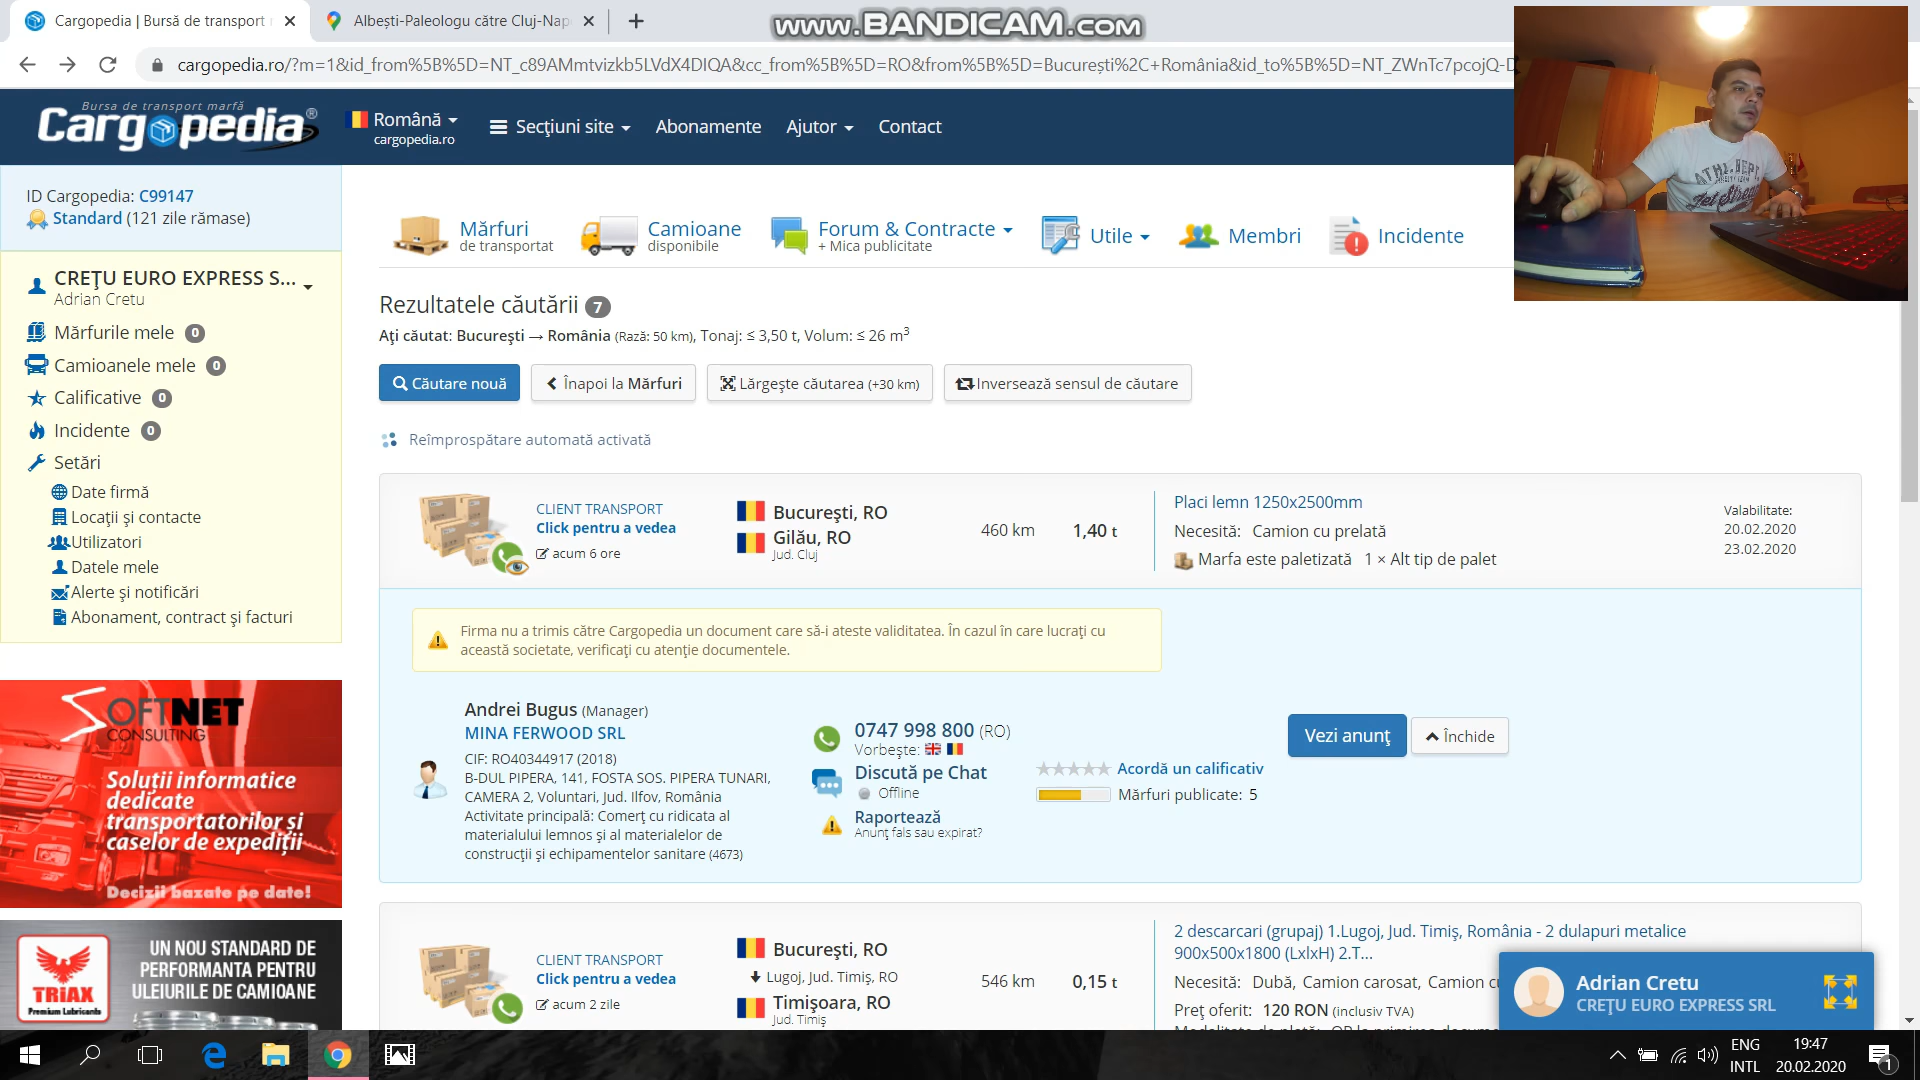 Cargopedia | Bursă de transport
Albești-Paleologu către Cluj-Nap
www.BANDICAM.com
cargopedia.ro/?m=1&id_from%5B%5D=NT_c89AMmtvizkb5LVdX4DIQA&cc_from%5B%5D=RO&from%5B%5D=București%2C+România&id_to%5B%5D=NT_ZWnTc7pcojQ-D
Bursa de transport marfă
Cargopedia®
Română
cargopedia.ro
Secțiuni site
Abonamente
Ajutor
Contact
ATHL.DEPT.
Jet Stream
ID Cargopedia: C99147
Standard (121 zile rămase)
CREȚU EURO EXPRESS S...
Adrian Cretu
Mărfurile mele 0
Camioanele mele 0
Calificative 0
Incidente 0
Setări
Date firmă
Locații și contacte
Utilizatori
Datele mele
Alerte și notificări
Abonament, contract și facturi
SOFTNET
CONSULTING
Soluții informatice
dedicate
transportatorilor și
caselor de expediții
Decizii bazate pe date!
TRIAX
Premium Lubricants
UN NOU STANDARD DE
PERFORMANTA PENTRU
ULEIURILE DE CAMIOANE
Mărfuri
de transportat
Camioane
disponibile
Forum & Contracte
+ Mica publicitate
Utile
Membri
Incidente
Rezultatele căutării 7
Ați căutat: București → România (Rază: 50 km), Tonaj: ≤ 3,50 t, Volum: ≤ 26 m³
Căutare nouă
Înapoi la Mărfuri
Lărgește căutarea (+30 km)
Inversează sensul de căutare
Reîmprospătare automată activată
CLIENT TRANSPORT
Click pentru a vedea
acum 6 ore
București, RO
Gilău, RO
Jud. Cluj
460 km
1,40 t
Placi lemn 1250x2500mm
Necesită: Camion cu prelată
Marfa este paletizată 1 × Alt tip de palet
Valabilitate:
20.02.2020
23.02.2020
Firma nu a trimis către Cargopedia un document care să-i ateste validitatea. În cazul în care lucrați cu
această societate, verificați cu atenție documentele.
Andrei Bugus (Manager)
MINA FERWOOD SRL
CIF: RO40344917 (2018)
B-DUL PIPERA, 141, FOSTA SOS. PIPERA TUNARI,
CAMERA 2, Voluntari, Jud. Ilfov, România
Activitate principală: Comerț cu ridicata al
materialului lemnos și al materialelor de
construcții și echipamentelor sanitare (4673)
0747 998 800 (RO)
Vorbește:
Discută pe Chat
Offline
Raportează
Anunț fals sau expirat?
Acordă un calificativ
Mărfuri publicate: 5
Vezi anunț
Închide
CLIENT TRANSPORT
Click pentru a vedea
acum 2 zile
București, RO
Lugoj, Jud. Timiș, RO
Timișoara, RO
Jud. Timiș
546 km
0,15 t
2 descarcari (grupaj) 1.Lugoj, Jud. Timiș, România - 2 dulapuri metalice
900x500x1800 (LxlxH) 2.T...
Necesită: Dubă, Camion carosat, Camion cu
Preț oferit: 120 RON (inclusiv TVA)
Adrian Cretu
CREȚU EURO EXPRESS SRL
ENG
INTL
19:47
20.02.2020
1